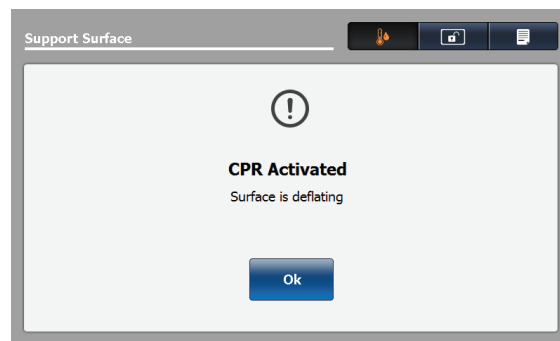 Support Surface
CPR Activated
Surface is deflating
Ok